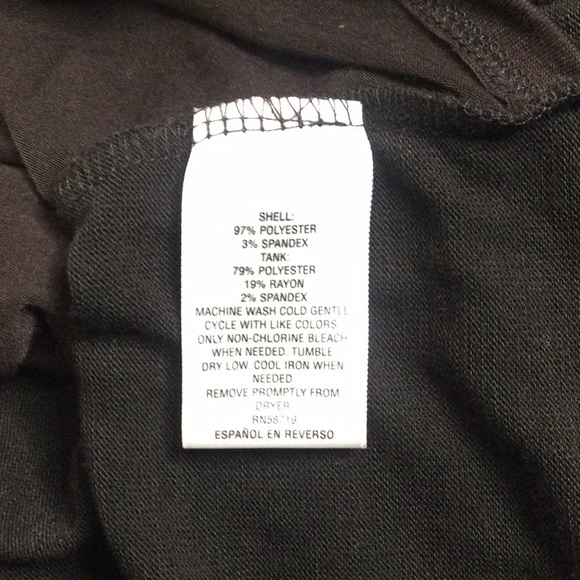 SHELL:
97% POLYESTER
3% SPANDEX
TANK:
79% POLYESTER
19% RAYON
2% SPANDEX
MACHINE WASH COLD GENTLE
CYCLE WITH LIKE COLORS
ONLY NON-CHLORINE BLEACH
WHEN NEEDED. TUMBLE
DRY LOW. COOL IRON WHEN
NEEDED.
REMOVE PROMPTLY FROM
DRYER
RN58719
ESPAÑOL EN REVERSO